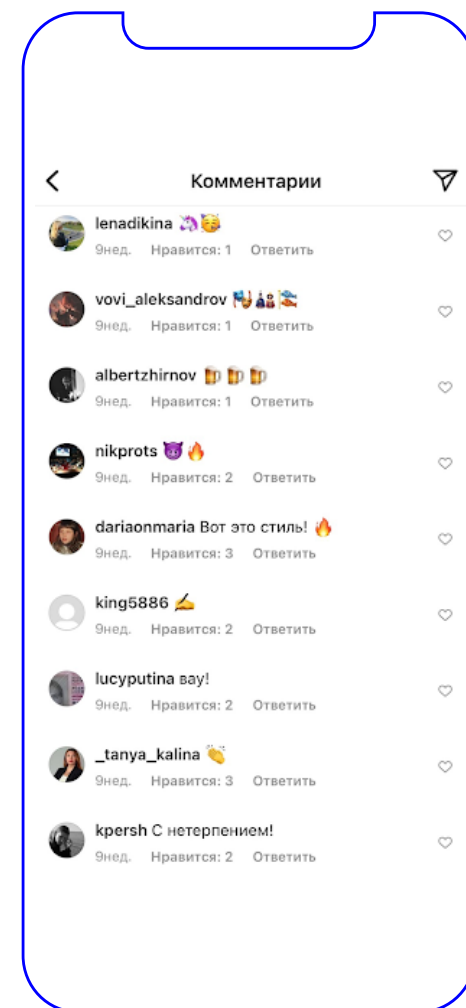 Комментарии
lenadikina 🦄🥳
9нед. Нравится: 1 Ответить
vovi_aleksandrov 🎏🎎🎏
9нед. Нравится: 1 Ответить
albertzhirnov 🍺🍺🍺
9нед. Нравится: 1 Ответить
nikprots 😈🔥
9нед. Нравится: 2 Ответить
dariaonmaria Вот это стиль! 🔥
9нед. Нравится: 3 Ответить
king5886 ✍️
9нед. Нравится: 2 Ответить
lucyputina вау!
9нед. Нравится: 2 Ответить
_tanya_kalina 👏
9нед. Нравится: 3 Ответить
kpersh С нетерпением!
9нед. Нравится: 2 Ответить